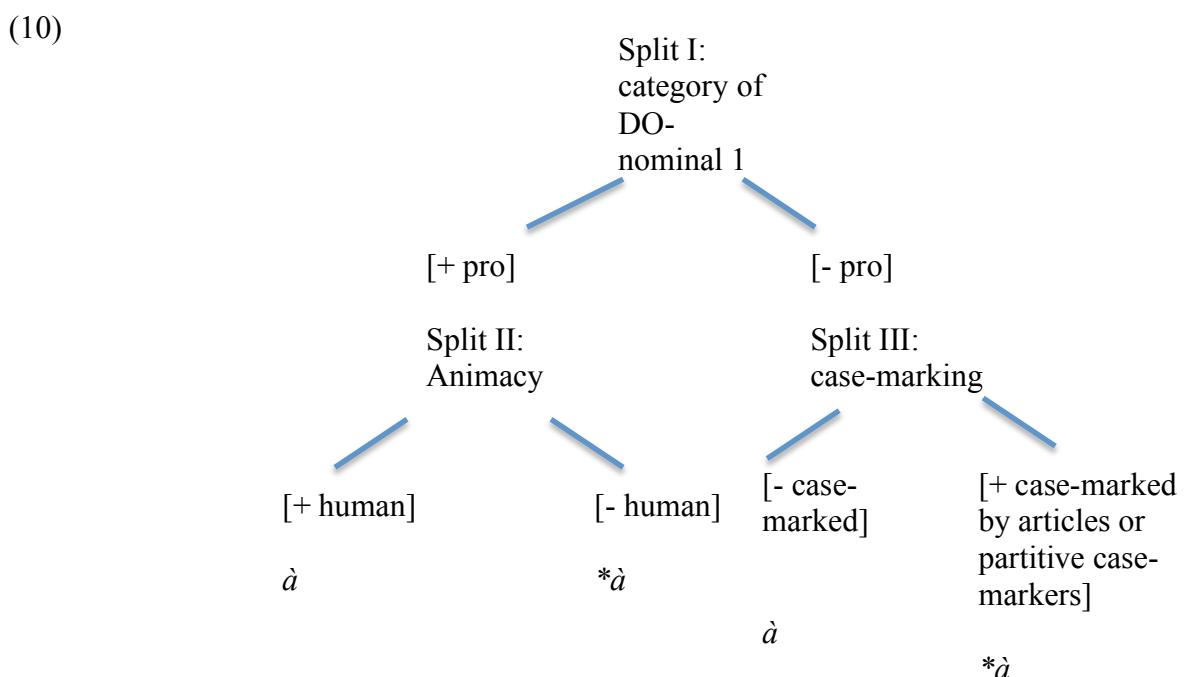 (10)
Split I:
category of
DO-
nominal 1
[+ pro]
[- pro]
Split II:
Animacy
Split III:
case-marking
[+ human]
à
[- human]
*à
[- case-
marked]
à
[+ case-marked
by articles or
partitive case-
markers]
*à